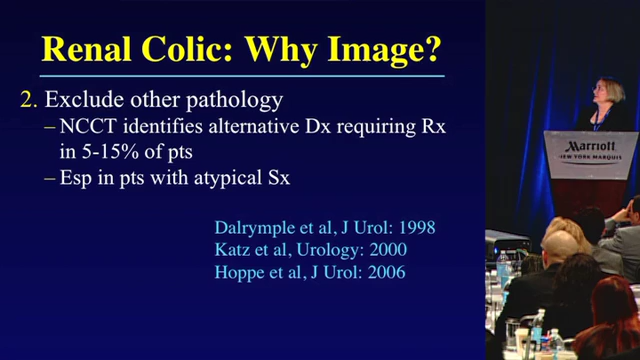 Renal Colic: Why Image?
2. Exclude other pathology
– NCCT identifies alternative Dx requiring Rx
in 5-15% of pts
– Esp in pts with atypical Sx
Dalrymple et al, J Urol: 1998
Katz et al, Urology: 2000
Hoppe et al, J Urol: 2006
Marriott
NEW YORK MARQUIS